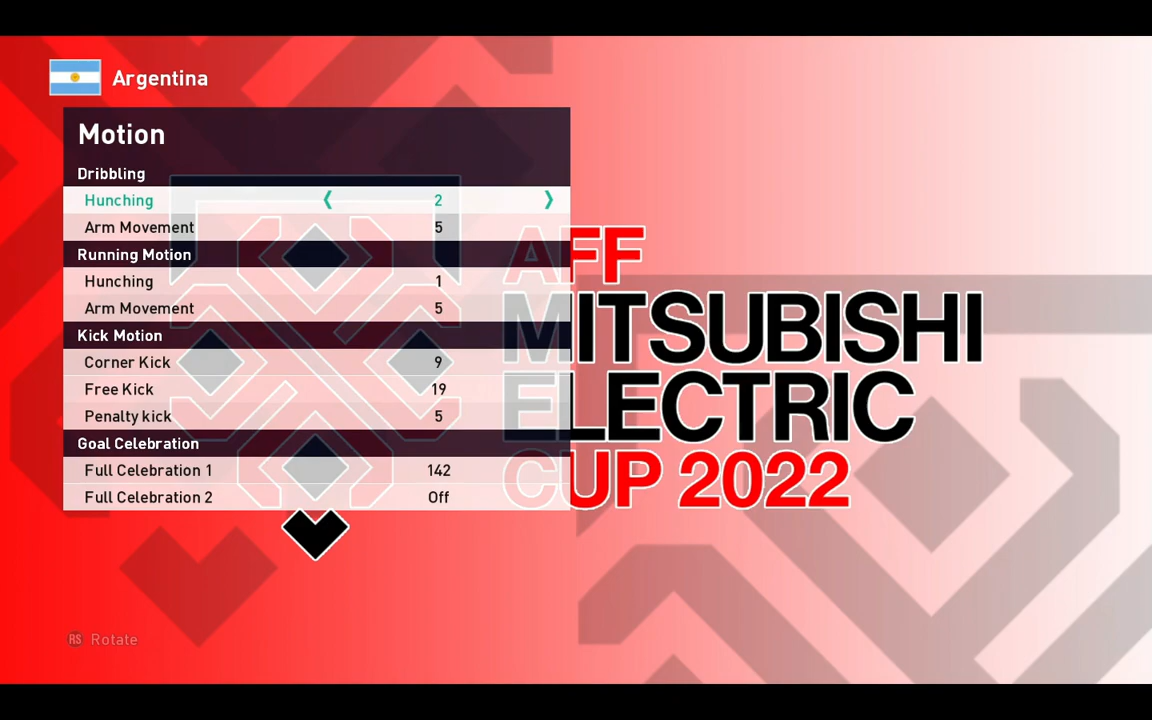 Argentina
Motion
Dribbling
Hunching 2
Arm Movement 5
Running Motion
Hunching 1
Arm Movement 5
Kick Motion
Corner Kick 9
Free Kick 19
Penalty kick 5
Goal Celebration
Full Celebration 1 142
Full Celebration 2 Off
AFF
MITSUBISHI
ELECTRIC
CUP 2022
RS Rotate